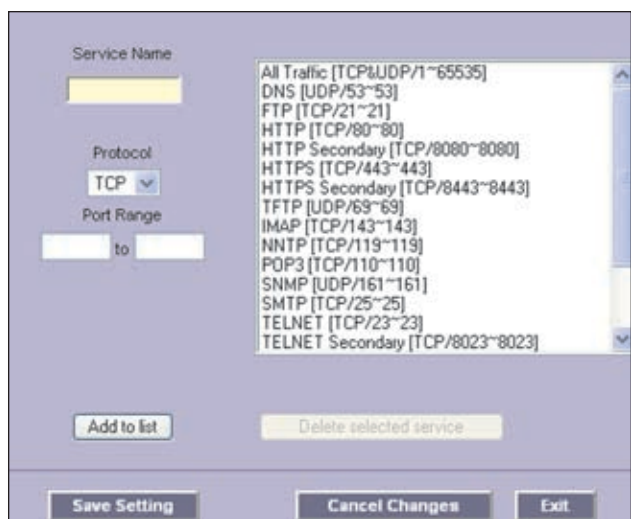 Service Name
Protocol
TCP
Port Range
to
Add to list
All Traffic [TCP&UDP/1~65535]
DNS [UDP/53~53]
FTP [TCP/21~21]
HTTP [TCP/80~80]
HTTP Secondary [TCP/8080~8080]
HTTPS [TCP/443~443]
HTTPS Secondary [TCP/8443~8443]
TFTP [UDP/69~69]
IMAP [TCP/143~143]
NNTP [TCP/119~119]
POP3 [TCP/110~110]
SNMP [UDP/161~161]
SMTP [TCP/25~25]
TELNET [TCP/23~23]
TELNET Secondary [TCP/8023~8023]
Delete selected service
Save Setting
Cancel Changes
Exit